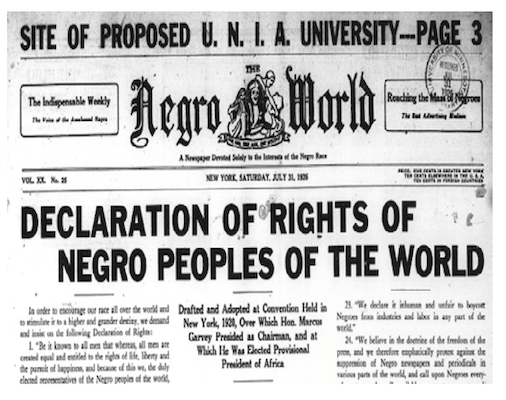 SITE OF PROPOSED U. N. I. A. UNIVERSITY---PAGE 3
The Indispensable Weekly
The Voice of the Awakened Negro
THE
Negro World
Reaching the Mass of Negroes
The Best Advertising Medium
A Newspaper Devoted Solely to the Interests of the Negro Race
VOL. XX. No. 25
NEW YORK, SATURDAY, JULY 31, 1926
PRICE: FIVE CENTS IN GREATER NEW YORK
TEN CENTS ELSEWHERE IN THE U. S. A.
TEN CENTS IN FOREIGN COUNTRIES
DECLARATION OF RIGHTS OF
NEGRO PEOPLES OF THE WORLD
In order to encourage our race all over the world and
to stimulate it to a higher and grander destiny, we demand
and insist on the following Declaration of Rights:
1. "Be it known to all men that whereas, all men are
created equal and entitled to the rights of life, liberty and
the pursuit of happiness, and because of this we, the duly
elected representatives of the Negro peoples of the world,
Drafted and Adopted at Convention Held in
New York, 1920, Over Which Hon. Marcus
Garvey Presided as Chairman, and at
Which He Was Elected Provisional
President of Africa
23. "We declare it inhuman and unfair to boycott
Negroes from industries and labor in any part of the
world."
24. "We believe in the doctrine of the freedom of the
press, and we therefore emphatically protest against the
suppression of Negro newspapers and periodicals in
various parts of the world, and call upon Negroes every-